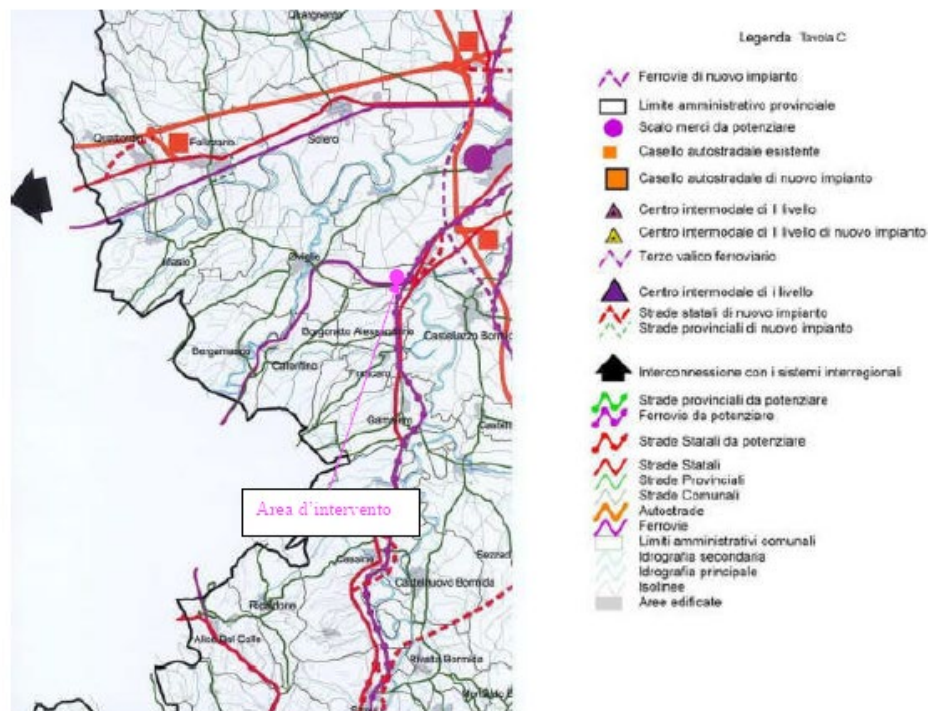 Quargnento
Quattordio
Felizzano
Solero
Masio
Oviglio
Borgoratto Alessandrino
Castellazzo Bormid
Bergamasco
Carentino
Frascaro
Gamalero
Castel
Area d'intervento
Cassine
Sezzad
Castelnuovo Bormida
Ricaldone
Alice Bel Colle
Rivalta Bormida
Legenda Tavola C
Ferrovie di nuovo impianto
Limite amministrativo provinciale
Scalo merci da potenziare
Casello autostradale esistente
Casello autostradale di nuovo impianto
Centro intermodale di II livello
Centro intermodale di II livello di nuovo impianto
Terzo valico ferroviario
Centro intermodale di I livello
Strade statali di nuovo impianto
Strade provinciali di nuovo impianto
Interconnessione con i sistemi interregionali
Strade provinciali da potenziare
Ferrovie da potenziare
Strade Statali da potenziare
Strade Statali
Strade Provinciali
Strade Comunali
Autostrade
Ferrovie
Limiti amministrativi comunali
Idrografia secondaria
Idrografia principale
Isolinee
Aree edificate